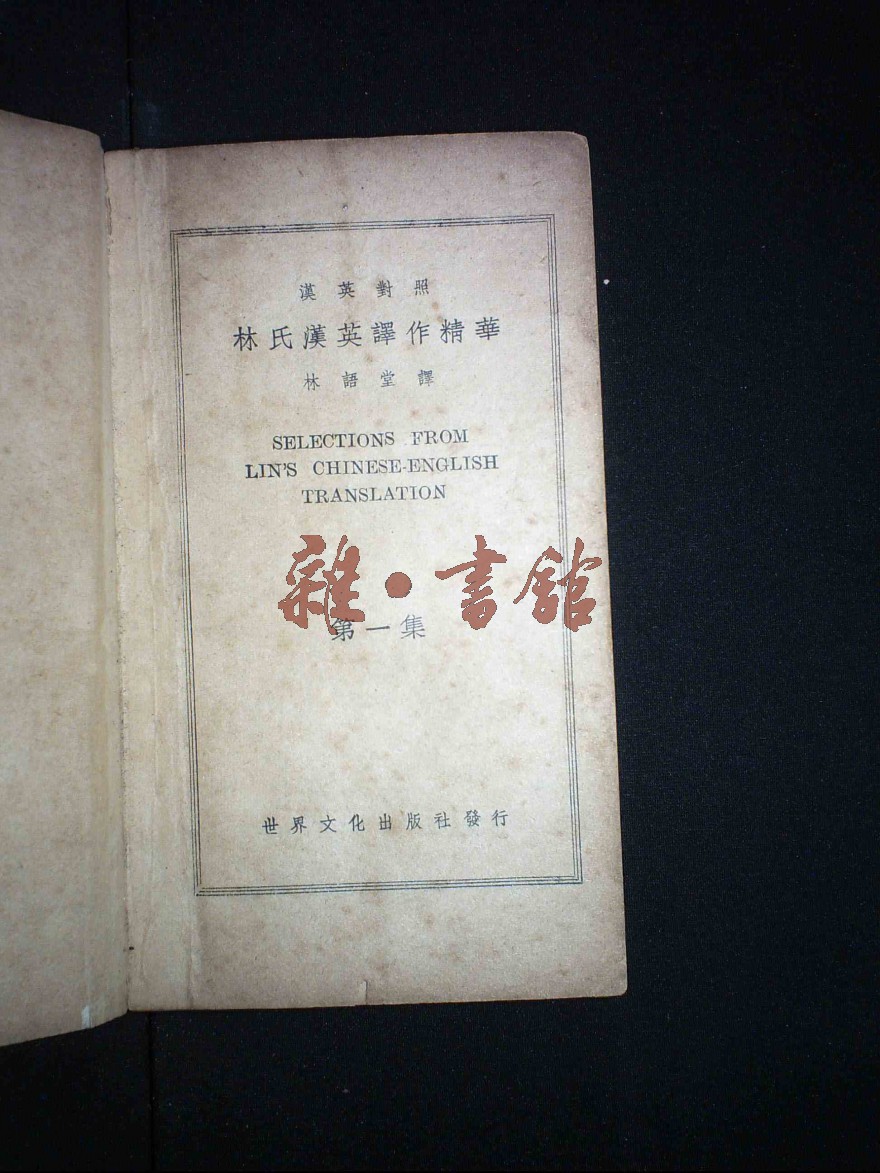 漢英對照
林氏漢英譯作精華
林語堂譯
SELECTIONS FROM
LIN'S CHINESE-ENGLISH
TRANSLATION
雜·書館
第一集
世界文化出版社發行